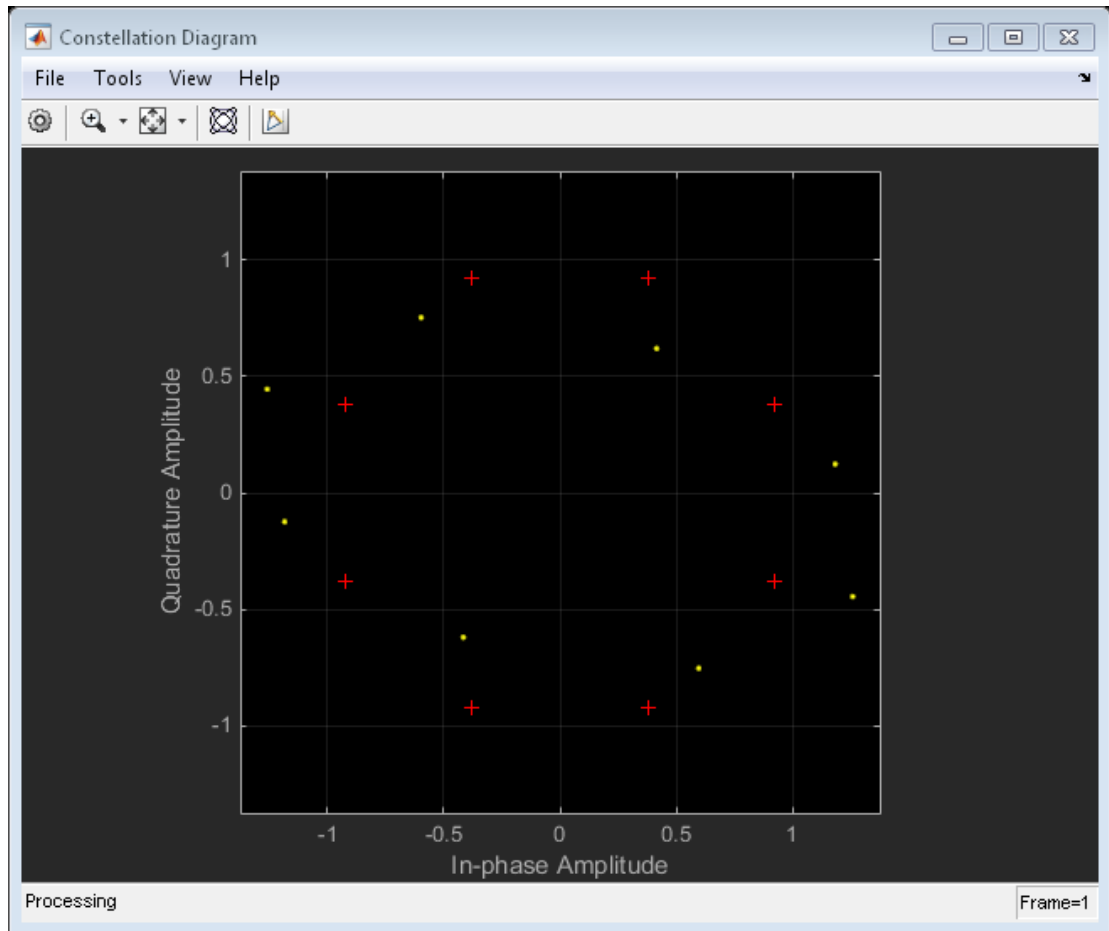 Constellation Diagram
File Tools View Help
1
0.5
0
-0.5
-1
Quadrature Amplitude
-1 -0.5 0 0.5 1
In-phase Amplitude
Processing Frame=1